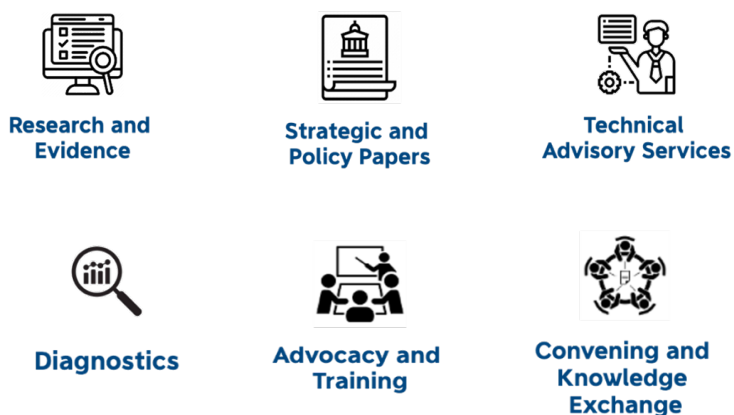 Research and
Evidence
Strategic and
Policy Papers
Technical
Advisory Services
Diagnostics
Advocacy and
Training
Convening and
Knowledge
Exchange